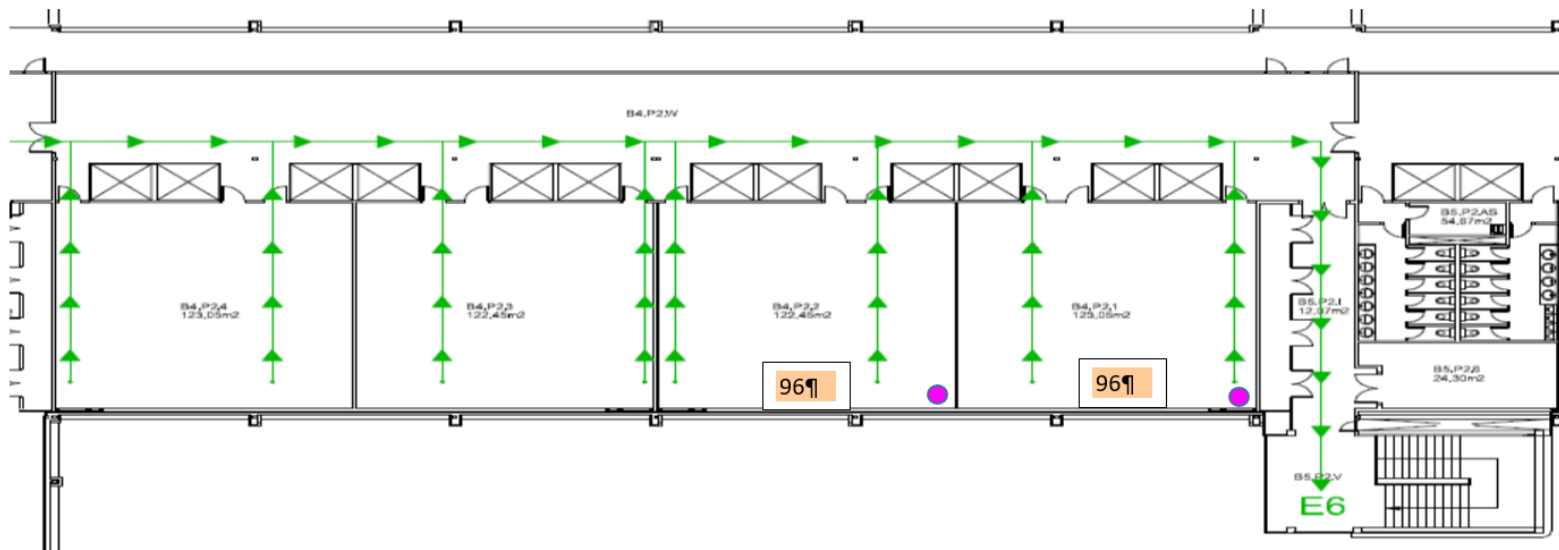 B4,P2,W
B5,P2,AS
54,87m2
B4,P2,4
123,05m2
B4,P2,3
122,45m2
B4,P2,2
122,45m2
B4,P2,1
123,05m2
B5,P2,I
12,07m2
B5,P2,6
24,30m2
96¶
96¶
B5,P2,V
E6